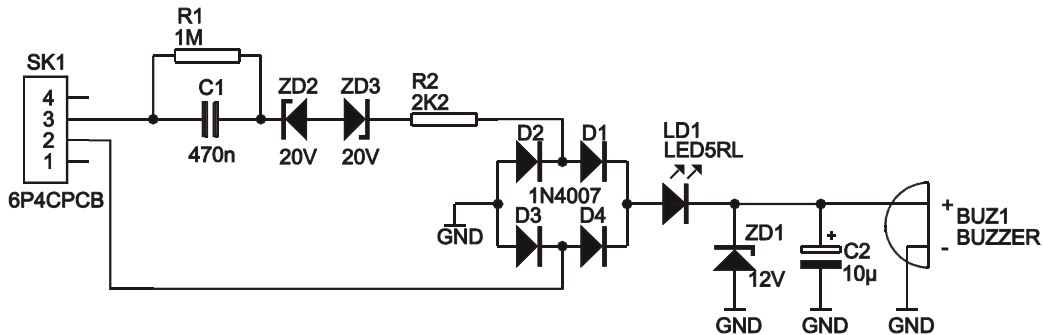 R1
1M
SK1
C1
ZD2
ZD3
R2
2K2
4
3
2
1
470n
20V
20V
6P4CPCB
D2
D1
LD1
LED5RL
1N4007
D3
D4
GND
ZD1
12V
+
C2
10µ
+
-
BUZ1
BUZZER
GND
GND
GND